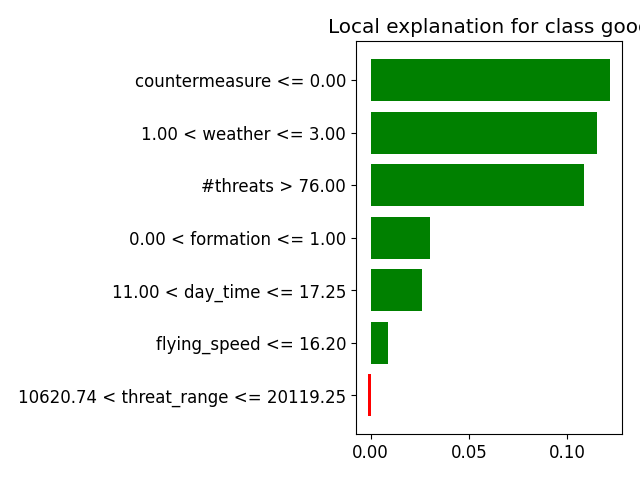 Local explanation for class goo
countermeasure <= 0.00
1.00 < weather <= 3.00
#threats > 76.00
0.00 < formation <= 1.00
11.00 < day_time <= 17.25
flying_speed <= 16.20
10620.74 < threat_range <= 20119.25
0.00 0.05 0.10